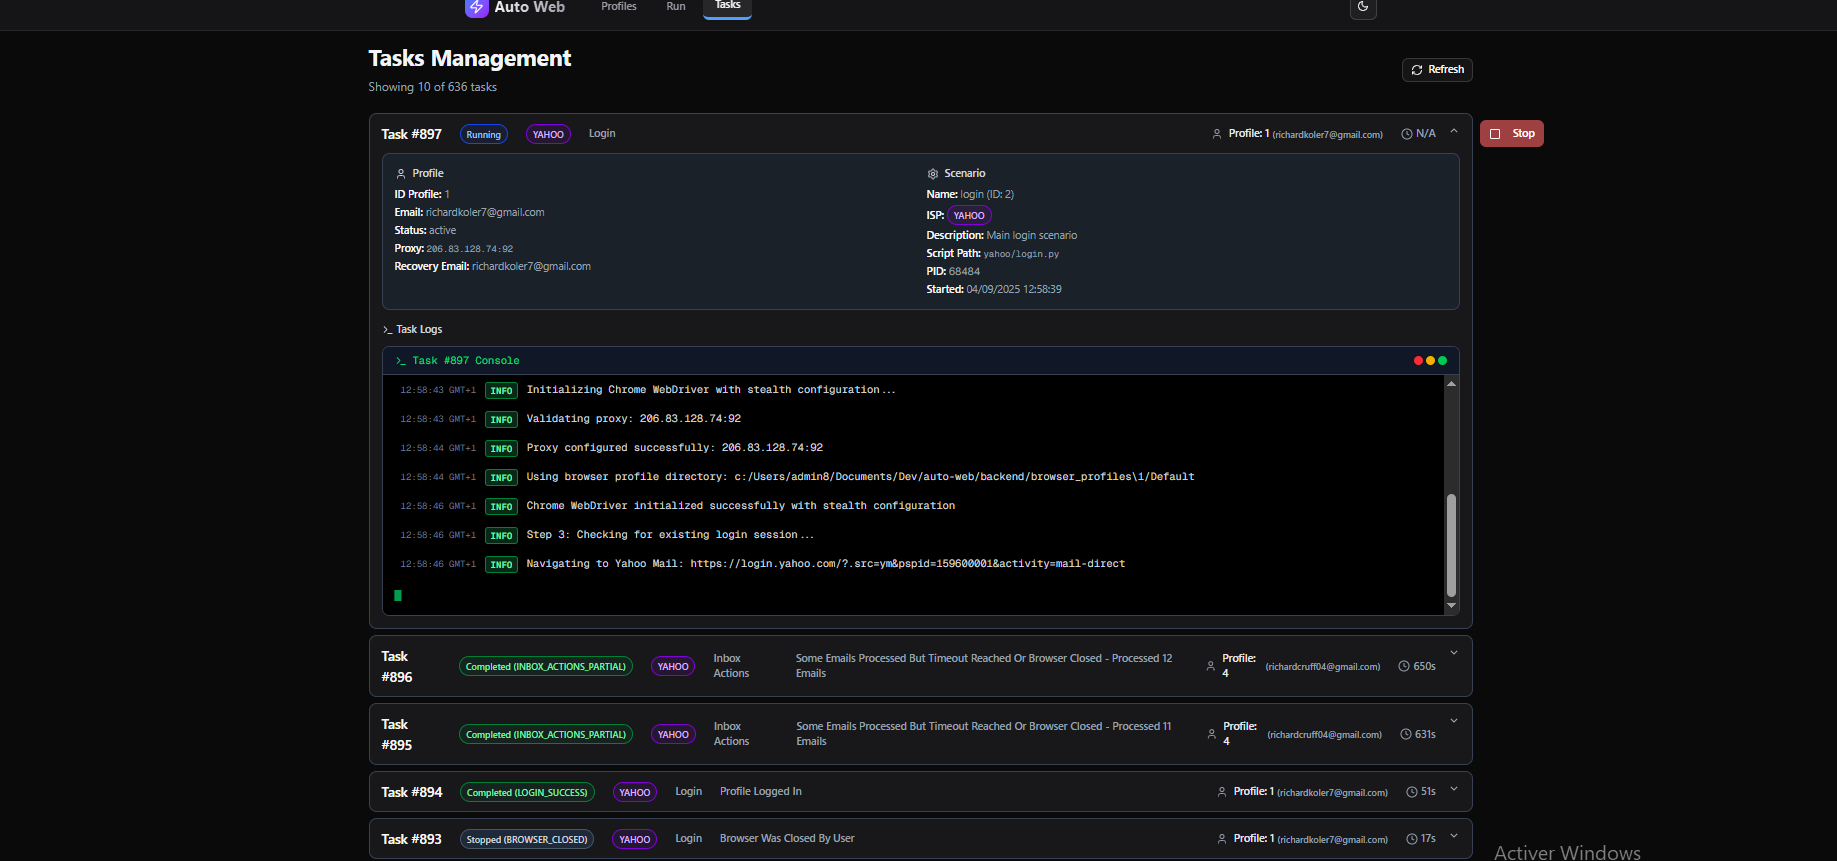 Auto Web
Profiles
Run
Tasks
Tasks Management
Showing 10 of 636 tasks
Refresh
Task #897
Running
YAHOO
Login
Profile: 1 (richardkoler7@gmail.com)
N/A
Stop
Profile
ID Profile: 1
Email: richardkoler7@gmail.com
Status: active
Proxy: 206.83.128.74:92
Recovery Email: richardkoler7@gmail.com
Scenario
Name: login (ID: 2)
ISP: YAHOO
Description: Main login scenario
Script Path: yahoo/login.py
PID: 68484
Started: 04/09/2025 12:58:39
>_ Task Logs
>_ Task #897 Console
12:58:43 GMT+1 INFO Initializing Chrome WebDriver with stealth configuration...
12:58:43 GMT+1 INFO Validating proxy: 206.83.128.74:92
12:58:44 GMT+1 INFO Proxy configured successfully: 206.83.128.74:92
12:58:44 GMT+1 INFO Using browser profile directory: c:/Users/admin8/Documents/Dev/auto-web/backend/browser_profiles\1/Default
12:58:46 GMT+1 INFO Chrome WebDriver initialized successfully with stealth configuration
12:58:46 GMT+1 INFO Step 3: Checking for existing login session...
12:58:46 GMT+1 INFO Navigating to Yahoo Mail: https://login.yahoo.com/?.src=ym&pspid=159600001&activity=mail-direct
Task
#896
Completed (INBOX_ACTIONS_PARTIAL)
YAHOO
Inbox
Actions
Some Emails Processed But Timeout Reached Or Browser Closed - Processed 12
Emails
Profile:
4
(richardcruff04@gmail.com)
650s
Task
#895
Completed (INBOX_ACTIONS_PARTIAL)
YAHOO
Inbox
Actions
Some Emails Processed But Timeout Reached Or Browser Closed - Processed 11
Emails
Profile:
4
(richardcruff04@gmail.com)
631s
Task #894
Completed (LOGIN_SUCCESS)
YAHOO
Login
Profile Logged In
Profile: 1 (richardkoler7@gmail.com)
51s
Task #893
Stopped (BROWSER_CLOSED)
YAHOO
Login
Browser Was Closed By User
Profile: 1 (richardkoler7@gmail.com)
17s
Activer Windows